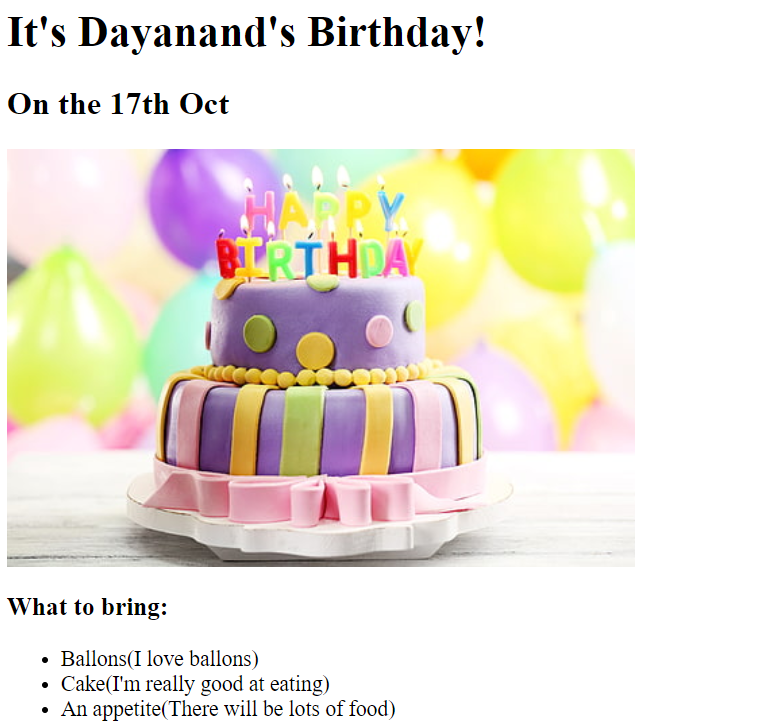 It's Dayanand's Birthday!
On the 17th Oct
HAPPY
BIRTHDAY
What to bring:
Ballons(I love ballons)
Cake(I'm really good at eating)
An appetite(There will be lots of food)